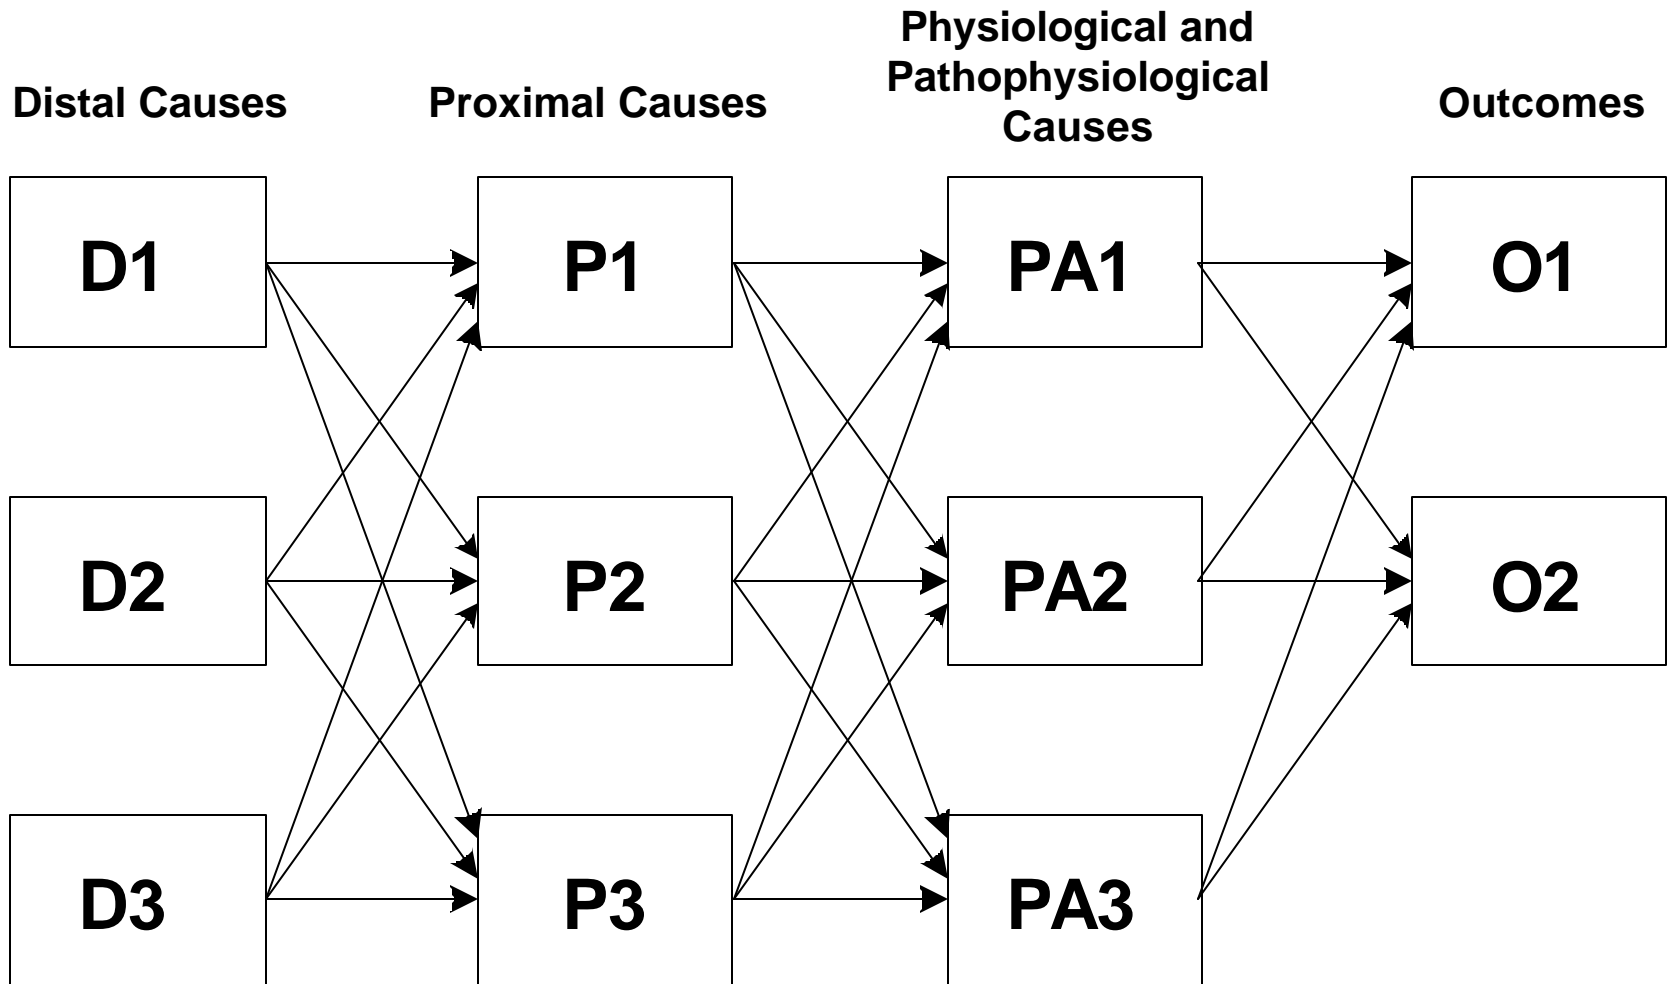 Distal Causes
Proximal Causes
Physiological and
Pathophysiological
Causes
Outcomes
D1
P1
PA1
O1
D2
P2
PA2
O2
D3
P3
PA3